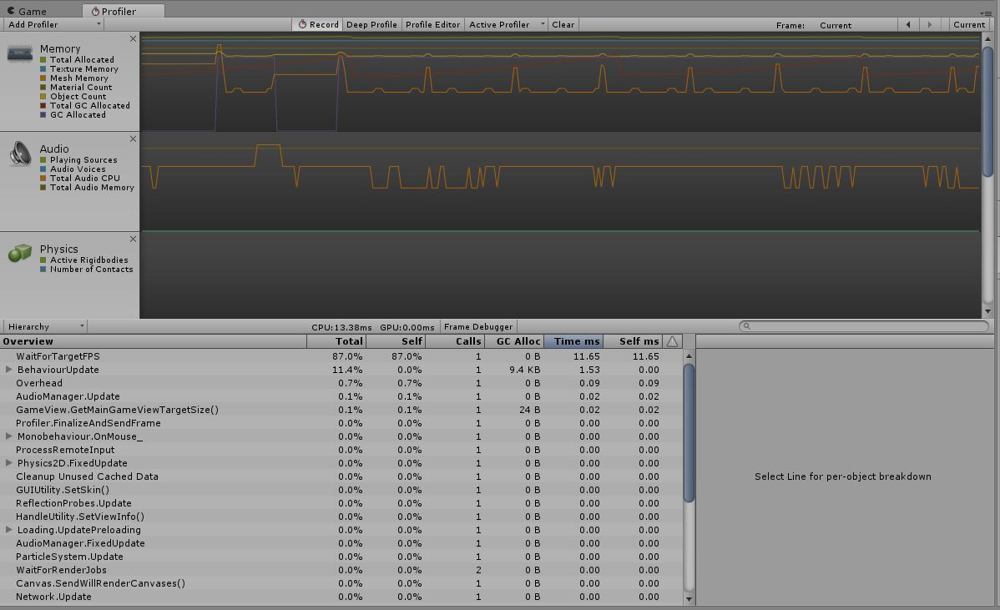 Game Profiler
Add Profiler Record Deep Profile Profile Editor Active Profiler Clear Frame: Current Current
Memory
Total Allocated
Texture Memory
Mesh Memory
Material Count
Object Count
Total GC Allocated
GC Allocated
Audio
Playing Sources
Audio Voices
Total Audio CPU
Total Audio Memory
Physics
Active Rigidbodies
Number of Contacts
Hierarchy CPU:13.38ms GPU:0.00ms Frame Debugger
Overview Total Self Calls GC Alloc Time ms Self ms
WaitForTargetFPS 87.0% 87.0% 1 0 B 11.65 11.65
BehaviourUpdate 11.4% 0.0% 1 9.4 KB 1.53 0.00
Overhead 0.7% 0.7% 1 0 B 0.09 0.09
AudioManager.Update 0.1% 0.1% 1 0 B 0.02 0.02
GameView.GetMainGameViewTargetSize() 0.1% 0.1% 1 24 B 0.02 0.02
Profiler.FinalizeAndSendFrame 0.0% 0.0% 1 0 B 0.00 0.00
Monobehaviour.OnMouse_ 0.0% 0.0% 1 0 B 0.00 0.00
ProcessRemoteInput 0.0% 0.0% 1 0 B 0.00 0.00
Physics2D.FixedUpdate 0.0% 0.0% 1 0 B 0.00 0.00
Cleanup Unused Cached Data 0.0% 0.0% 1 0 B 0.00 0.00
GUIUtility.SetSkin() 0.0% 0.0% 1 0 B 0.00 0.00
ReflectionProbes.Update 0.0% 0.0% 1 0 B 0.00 0.00
HandleUtility.SetViewInfo() 0.0% 0.0% 1 0 B 0.00 0.00
Loading.UpdatePreloading 0.0% 0.0% 1 0 B 0.00 0.00
AudioManager.FixedUpdate 0.0% 0.0% 1 0 B 0.00 0.00
ParticleSystem.Update 0.0% 0.0% 1 0 B 0.00 0.00
WaitForRenderJobs 0.0% 0.0% 2 0 B 0.00 0.00
Canvas.SendWillRenderCanvases() 0.0% 0.0% 1 0 B 0.00 0.00
Network.Update 0.0% 0.0% 1 0 B 0.00 0.00
Select Line for per-object breakdown